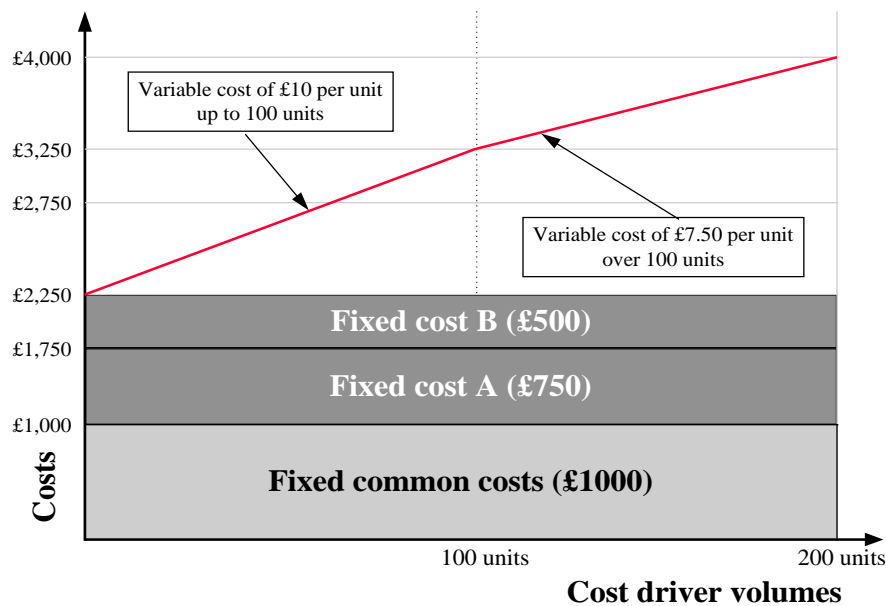 £4,000
Variable cost of £10 per unit
up to 100 units
£3,250
£2,750
Variable cost of £7.50 per unit
over 100 units
£2,250
Fixed cost B (£500)
£1,750
Fixed cost A (£750)
£1,000
Costs
Fixed common costs (£1000)
100 units
200 units
Cost driver volumes